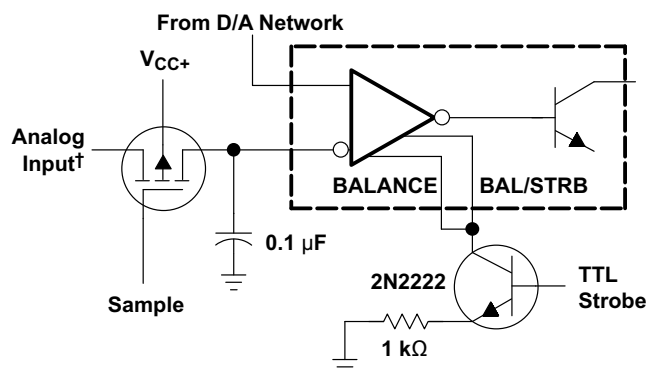 From D/A Network
VCC+
Analog
Input†
BALANCE
BAL/STRB
0.1 µF
2N2222
TTL
Strobe
Sample
1 kΩ